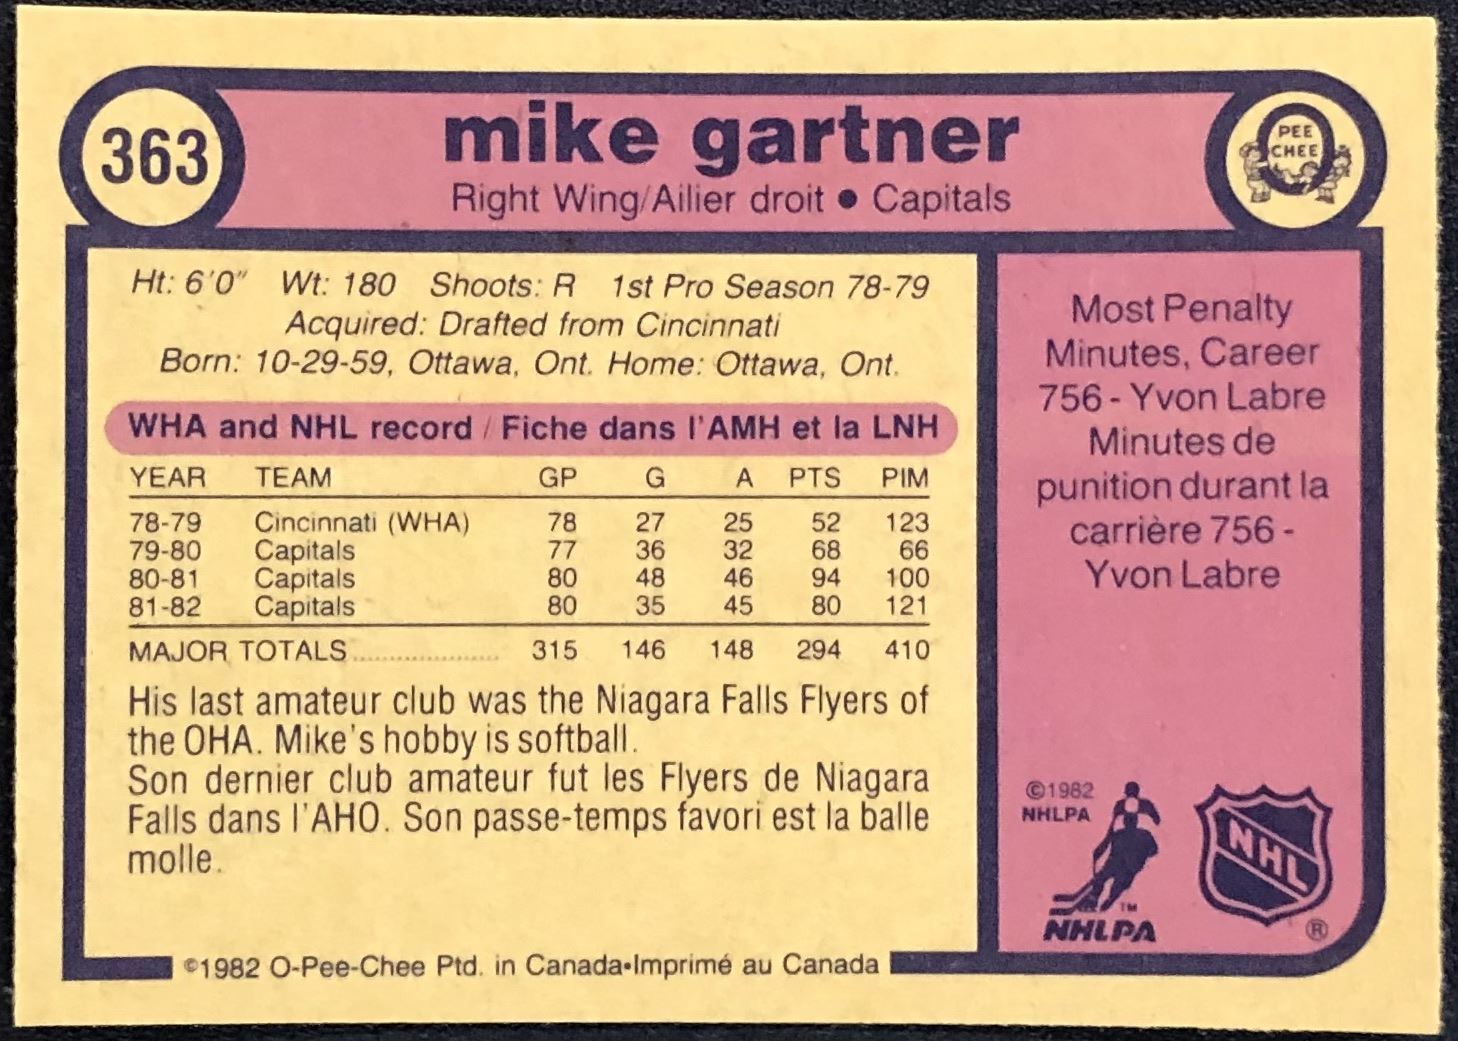 363
mike gartner
Right Wing/Ailier droit • Capitals
PEE
CHEE
Ht: 6'0" Wt: 180 Shoots: R 1st Pro Season 78-79
Acquired: Drafted from Cincinnati
Born: 10-29-59, Ottawa, Ont. Home: Ottawa, Ont.
WHA and NHL record / Fiche dans l'AMH et la LNH
YEAR TEAM GP G A PTS PIM
78-79 Cincinnati (WHA) 78 27 25 52 123
79-80 Capitals 77 36 32 68 66
80-81 Capitals 80 48 46 94 100
81-82 Capitals 80 35 45 80 121
MAJOR TOTALS..................... 315 146 148 294 410
His last amateur club was the Niagara Falls Flyers of
the OHA. Mike's hobby is softball.
Son dernier club amateur fut les Flyers de Niagara
Falls dans l'AHO. Son passe-temps favori est la balle
molle.
Most Penalty
Minutes, Career
756 - Yvon Labre
Minutes de
punition durant la
carrière 756 -
Yvon Labre
©1982
NHLPA
TM
NHLPA
NHL
®
©1982 O-Pee-Chee Ptd. in Canada•Imprimé au Canada